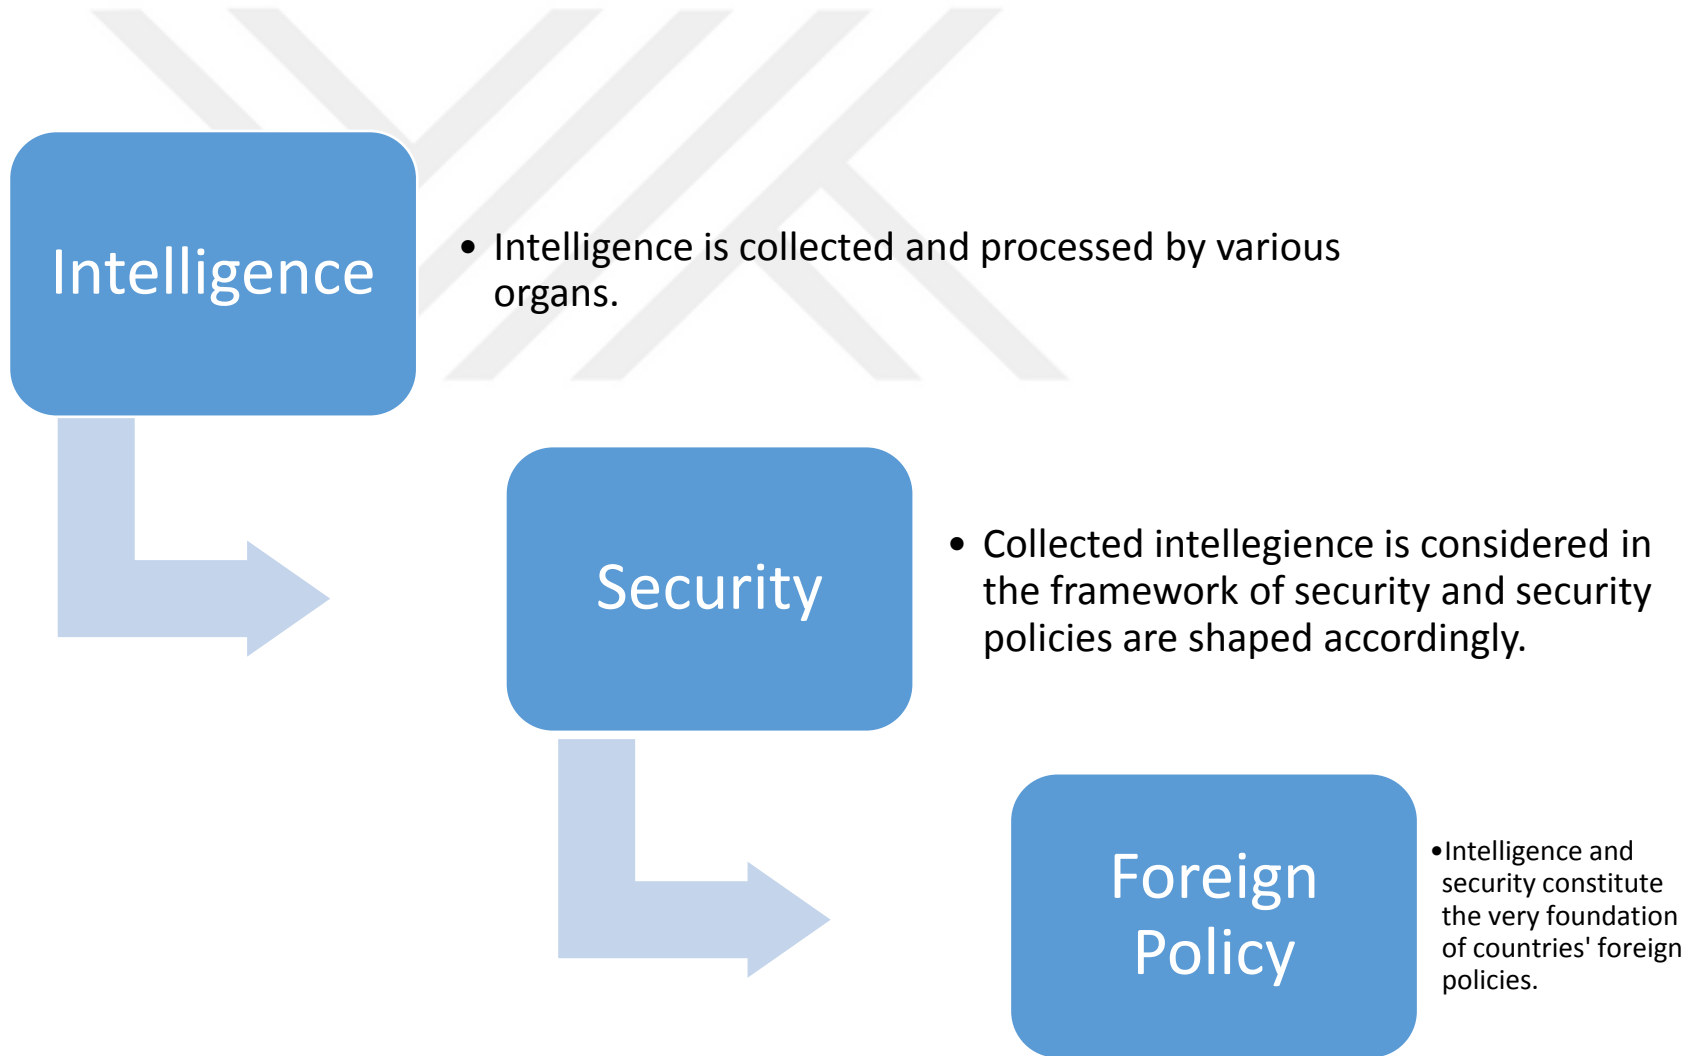 Intelligence
• Intelligence is collected and processed by various
organs.
Security
• Collected intellegience is considered in
the framework of security and security
policies are shaped accordingly.
Foreign
Policy
•Intelligence and
security constitute
the very foundation
of countries' foreign
policies.